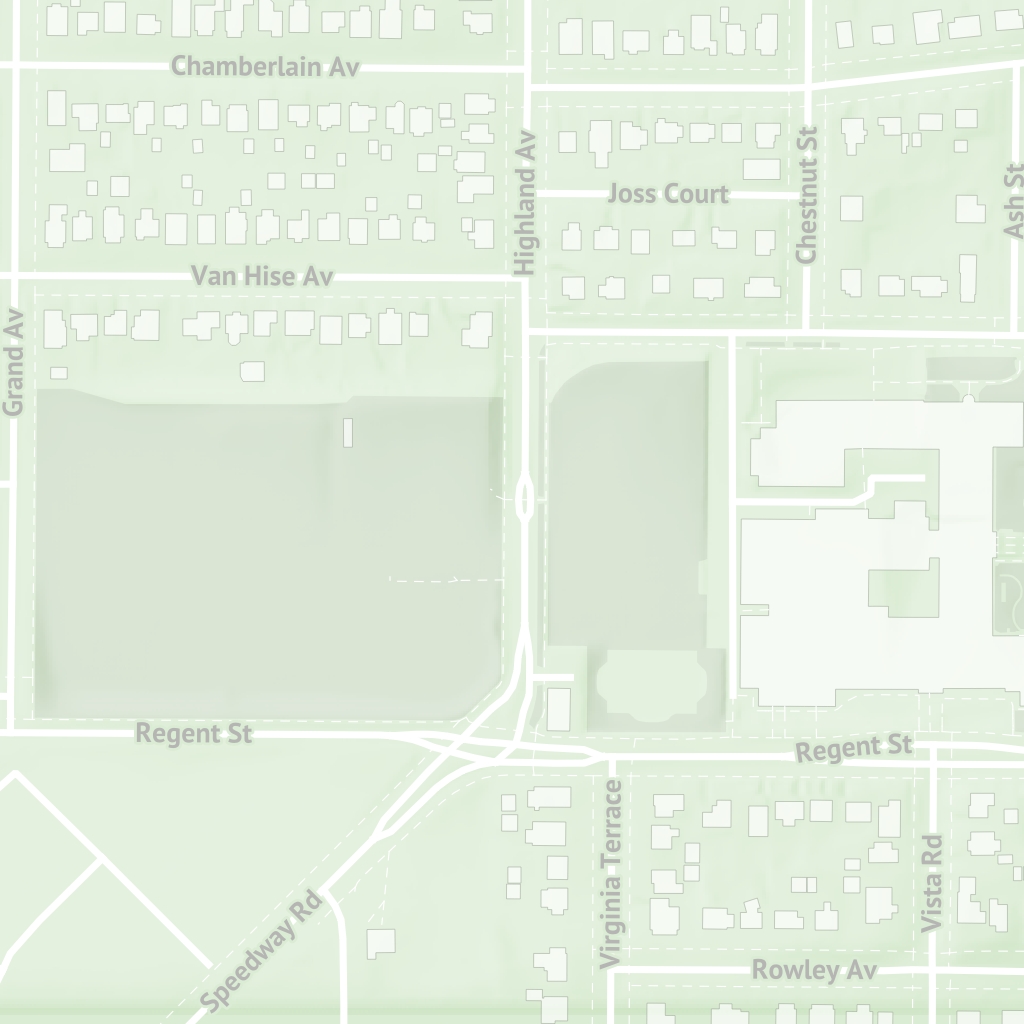 Chamberlain Av
Highland Av
Chestnut St
Ash St
Joss Court
Van Hise Av
Grand Av
Regent St
Regent St
Virginia Terrace
Vista Rd
Speedway Rd
Rowley Av